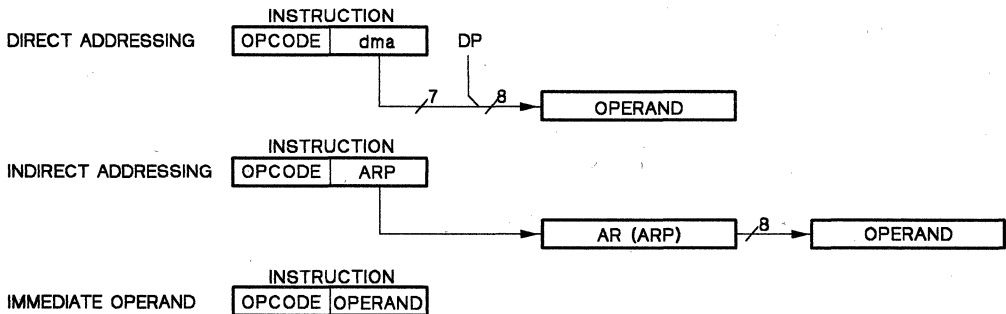 INSTRUCTION
DIRECT ADDRESSING OPCODE dma DP
7 8
OPERAND
INSTRUCTION
INDIRECT ADDRESSING OPCODE ARP
AR (ARP) 8 OPERAND
INSTRUCTION
IMMEDIATE OPERAND OPCODE OPERAND